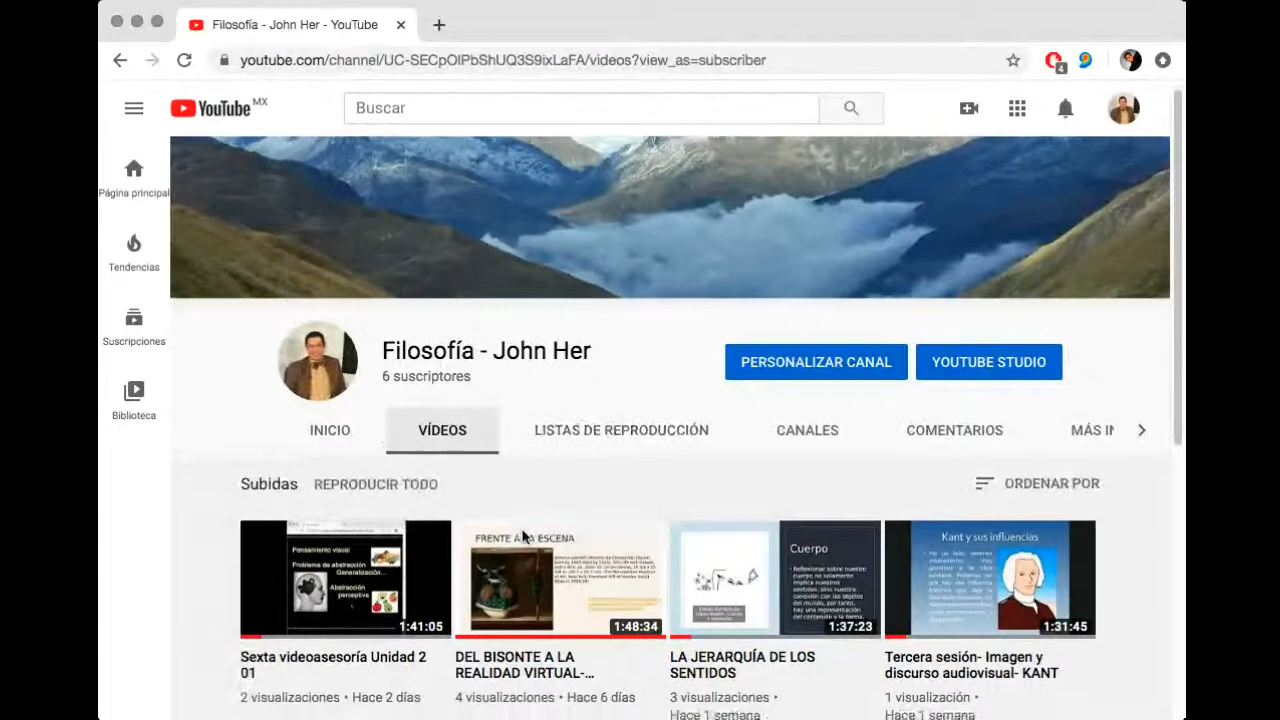 Filosofía - John Her - YouTube
youtube.com/channel/UC-SECpOIPbShUQ3S9ixLaFA/videos?view_as=subscriber
4
YouTube MX
Buscar
Página principal
Tendencias
Suscripciones
Biblioteca
Filosofía - John Her
6 suscriptores
PERSONALIZAR CANAL
YOUTUBE STUDIO
INICIO
VÍDEOS
LISTAS DE REPRODUCCIÓN
CANALES
COMENTARIOS
MÁS IN
Subidas
REPRODUCIR TODO
ORDENAR POR
Pensamiento visual
Problema de abstracción
Generalización...
Abstracción
perceptiva
1:41:05
FRENTE A LA ESCENA
1:48:34
Cuerpo
1:37:23
Kant y sus influencias
1:31:45
Sexta videoasesoría Unidad 2
01
2 visualizaciones • Hace 2 días
DEL BISONTE A LA
REALIDAD VIRTUAL-...
4 visualizaciones • Hace 6 días
LA JERARQUÍA DE LOS
SENTIDOS
3 visualizaciones •
Hace 1 semana
Tercera sesión- Imagen y
discurso audiovisual- KANT
1 visualización •
Hace 1 semana